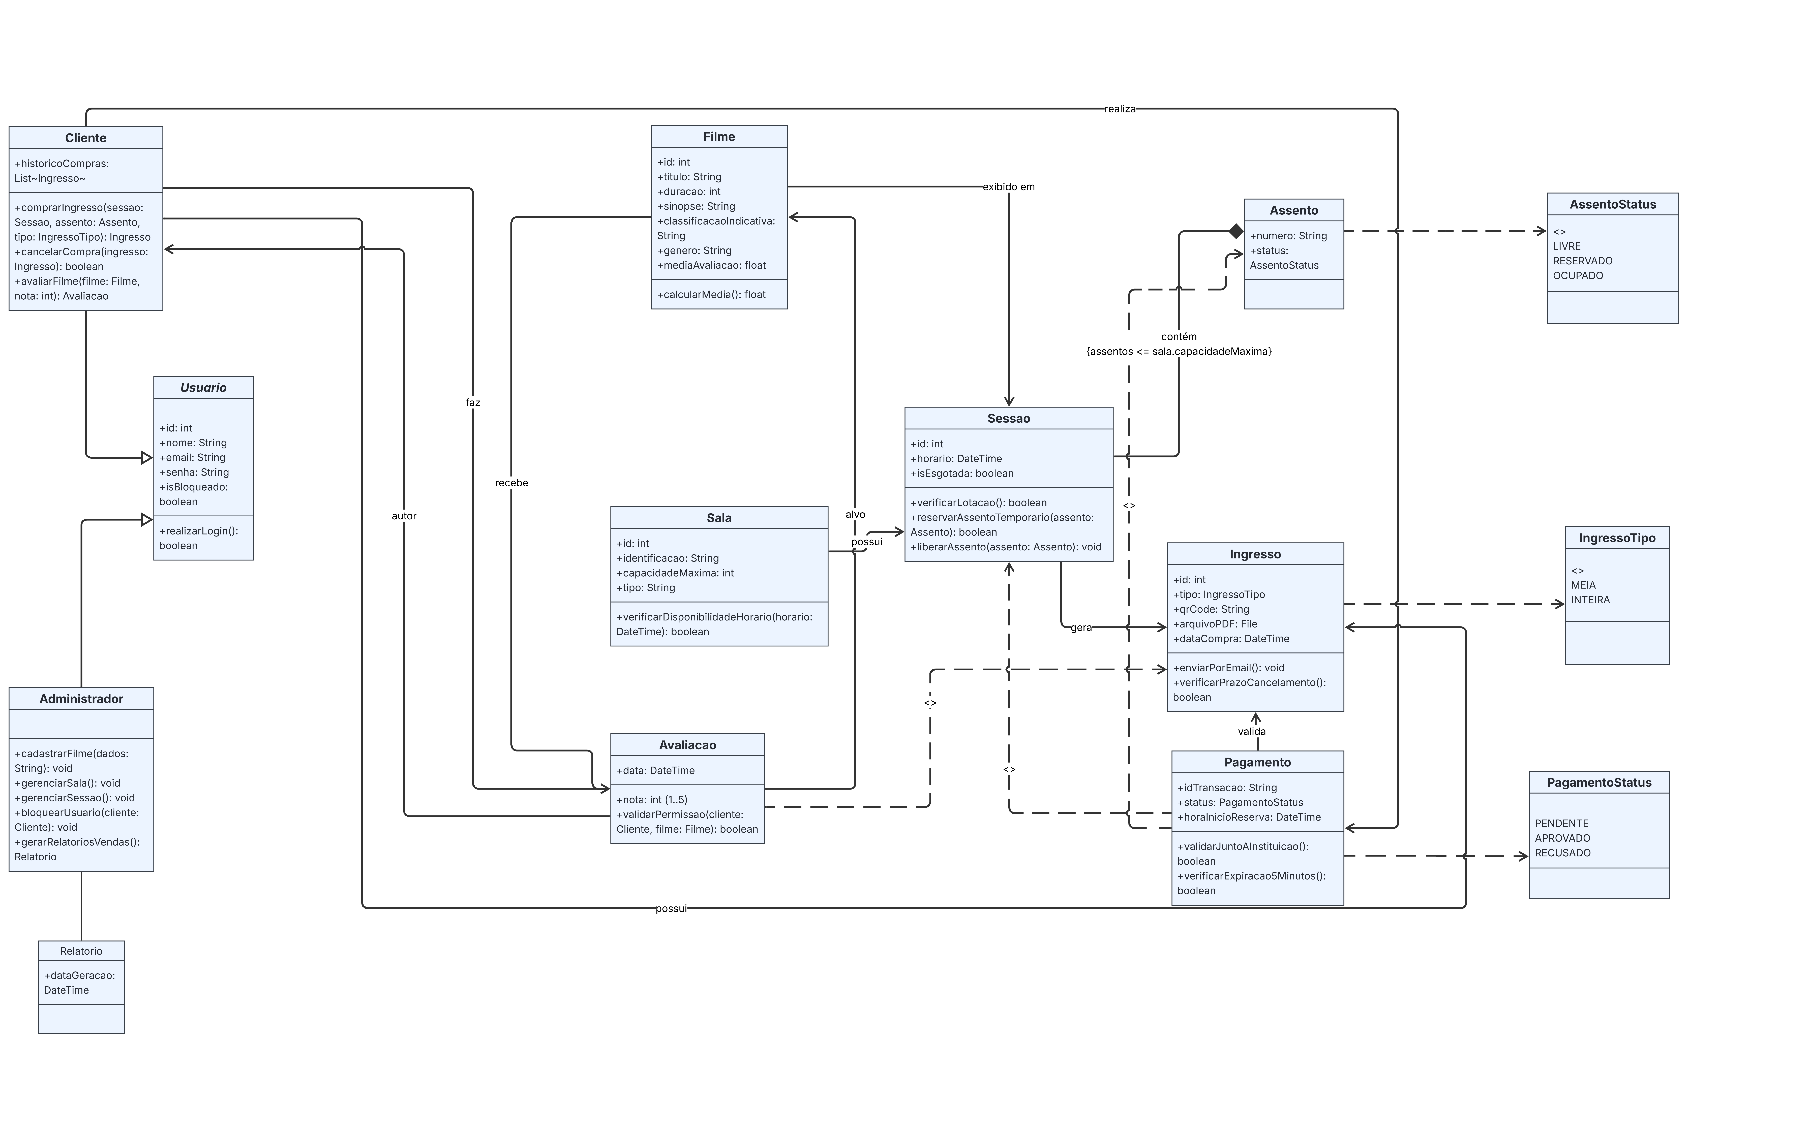 realiza
Cliente
+historicoCompras:
List~Ingresso~
+comprarIngresso(sessao:
Sessao, assento: Assento,
tipo: IngressoTipo): Ingresso
+cancelarCompra(ingresso:
Ingresso): boolean
+avaliarFilme(filme: Filme,
nota: int): Avaliacao
Filme
+id: int
+titulo: String
+duracao: int
+sinopse: String
+classificacaoIndicativa:
String
+genero: String
+mediaAvaliacao: float
+calcularMedia(): float
exibido em
Assento
+numero: String
+status:
AssentoStatus
AssentoStatus
<>
LIVRE
RESERVADO
OCUPADO
contém
{assentos <= sala.capacidadeMaxima}
Usuario
+id: int
+nome: String
+email: String
+senha: String
+isBloqueado:
boolean
+realizarLogin():
boolean
faz
recebe
autor
alvo
possui
Sessao
+id: int
+horario: DateTime
+isEsgotada: boolean
+verificarLotacao(): boolean
+reservarAssentoTemporario(assento:
Assento): boolean
+liberarAssento(assento: Assento): void
<>
Sala
+id: int
+identificacao: String
+capacidadeMaxima: int
+tipo: String
+verificarDisponibilidadeHorario(horario:
DateTime): boolean
Ingresso
+id: int
+tipo: IngressoTipo
+qrCode: String
+arquivoPDF: File
+dataCompra: DateTime
+enviarPorEmail(): void
+verificarPrazoCancelamento():
boolean
gera
IngressoTipo
<>
MEIA
INTEIRA
Administrador
+cadastrarFilme(dados:
String): void
+gerenciarSala(): void
+gerenciarSessao(): void
+bloquearUsuario(cliente:
Cliente): void
+gerarRelatoriosVendas():
Relatorio
<>
valida
Avaliacao
+data: DateTime
+nota: int (1..5)
+validarPermissao(cliente:
Cliente, filme: Filme): boolean
<>
Pagamento
+idTransacao: String
+status: PagamentoStatus
+horaInicioReserva: DateTime
+validarJuntoAInstituicao():
boolean
+verificarExpiracao5Minutos():
boolean
PagamentoStatus
PENDENTE
APROVADO
RECUSADO
possui
Relatorio
+dataGeracao:
DateTime